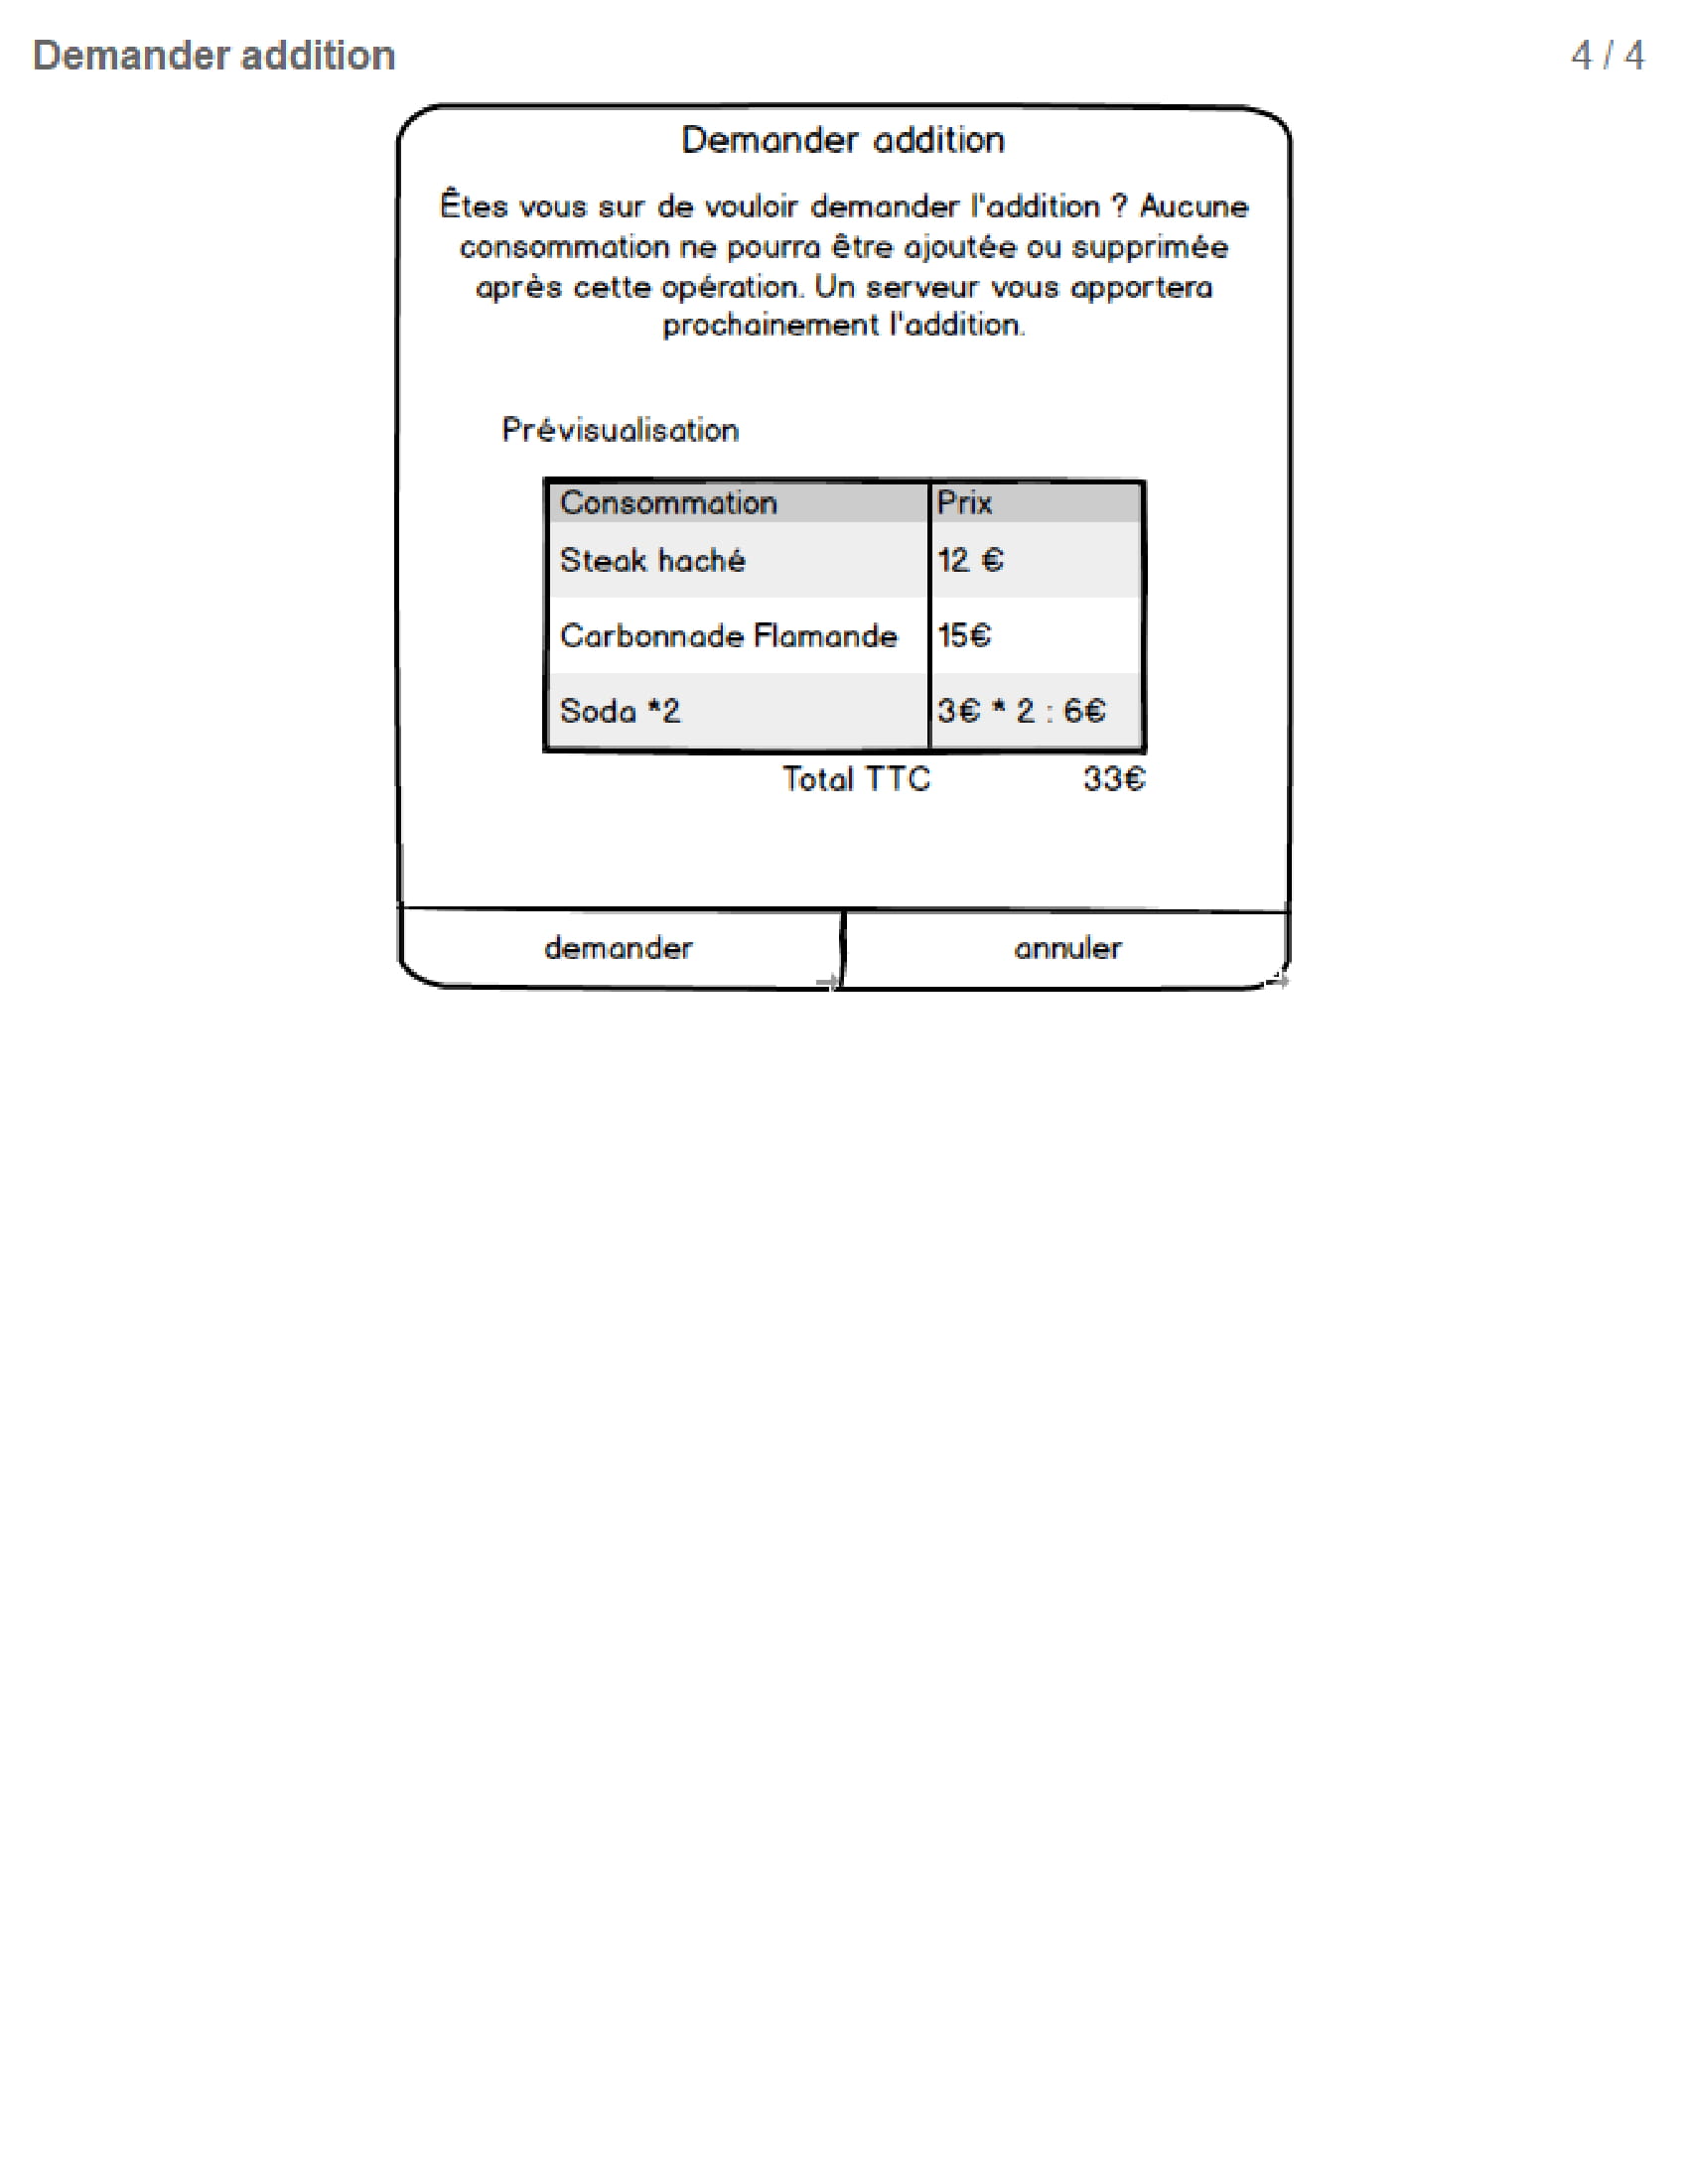 Demander addition 4 / 4
Demander addition
Êtes vous sur de vouloir demander l'addition ? Aucune
consommation ne pourra être ajoutée ou supprimée
après cette opération. Un serveur vous apportera
prochainement l'addition.
Prévisualisation
Consommation Prix
Steak haché 12 €
Carbonnade Flamande 15€
Soda *2 3€ * 2 : 6€
Total TTC 33€
demander annuler